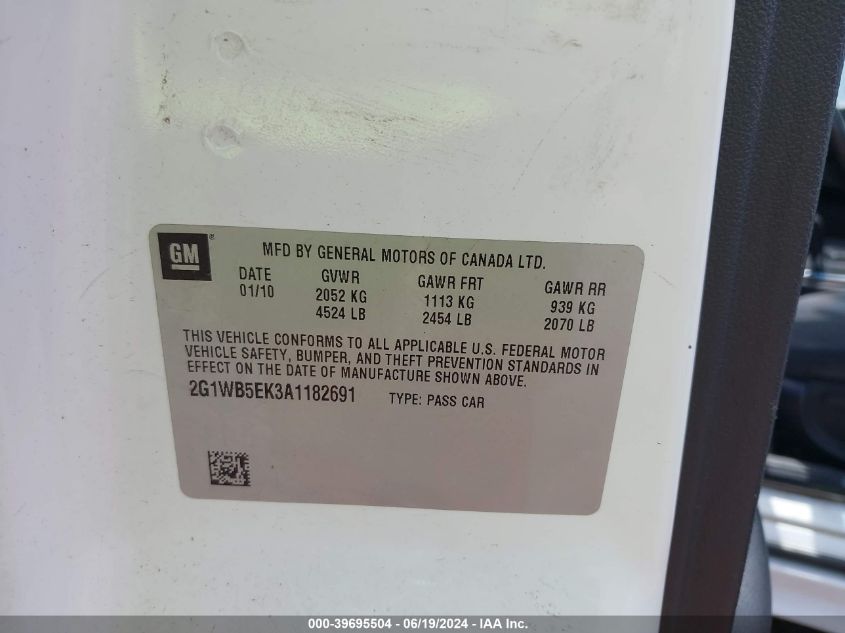 GM®
MFD BY GENERAL MOTORS OF CANADA LTD.
DATE GVWR GAWR FRT GAWR RR
01/10 2052 KG 1113 KG 939 KG
4524 LB 2454 LB 2070 LB
THIS VEHICLE CONFORMS TO ALL APPLICABLE U.S. FEDERAL MOTOR
VEHICLE SAFETY, BUMPER, AND THEFT PREVENTION STANDARDS IN
EFFECT ON THE DATE OF MANUFACTURE SHOWN ABOVE.
2G1WB5EK3A1182691 TYPE: PASS CAR
000-39695504 - 06/19/2024 - IAA Inc.